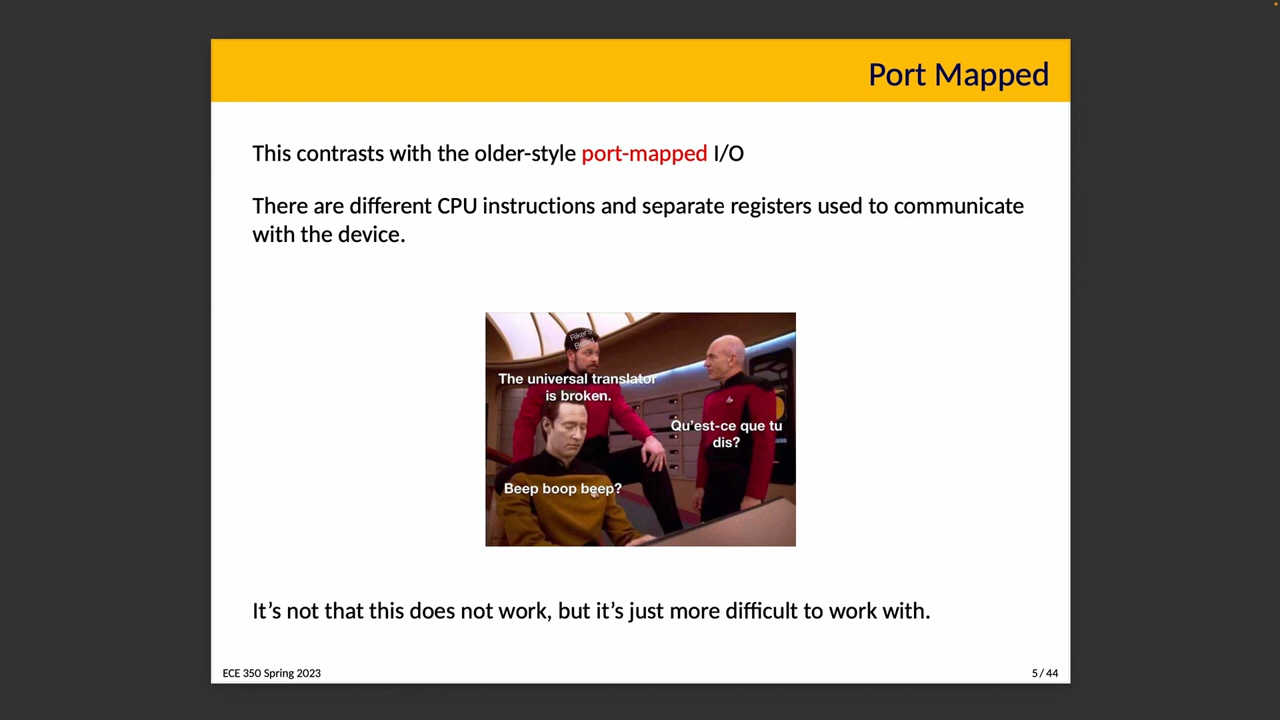 Port Mapped
This contrasts with the older-style port-mapped I/O
There are different CPU instructions and separate registers used to communicate
with the device.
Riker's
Beard
The universal translator
is broken.
Qu'est-ce que tu
dis?
Beep boop beep?
It's not that this does not work, but it's just more difficult to work with.
ECE 350 Spring 2023
5 / 44